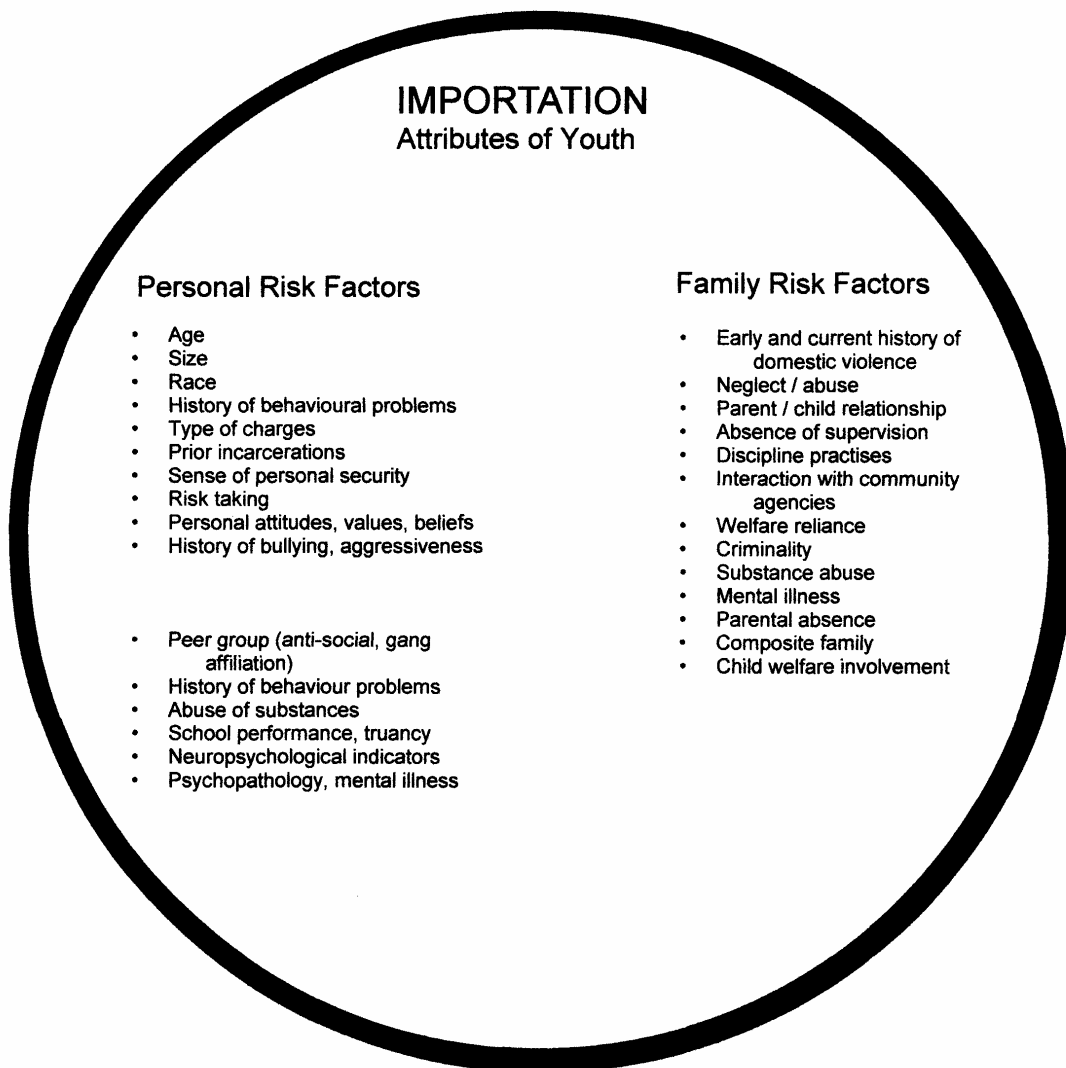 IMPORTATION
Attributes of Youth
Personal Risk Factors
• Age
• Size
• Race
• History of behavioural problems
• Type of charges
• Prior incarcerations
• Sense of personal security
• Risk taking
• Personal attitudes, values, beliefs
• History of bullying, aggressiveness
• Peer group (anti-social, gang
affiliation)
• History of behaviour problems
• Abuse of substances
• School performance, truancy
• Neuropsychological indicators
• Psychopathology, mental illness
Family Risk Factors
• Early and current history of
domestic violence
• Neglect / abuse
• Parent / child relationship
• Absence of supervision
• Discipline practises
• Interaction with community
agencies
• Welfare reliance
• Criminality
• Substance abuse
• Mental illness
• Parental absence
• Composite family
• Child welfare involvement